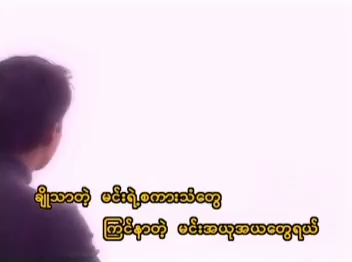 ချိုသာတဲ့ မင်းရဲ့စကားသံတွေ
ကြင်နာတဲ့ မင်းအယုအယတွေရယ်